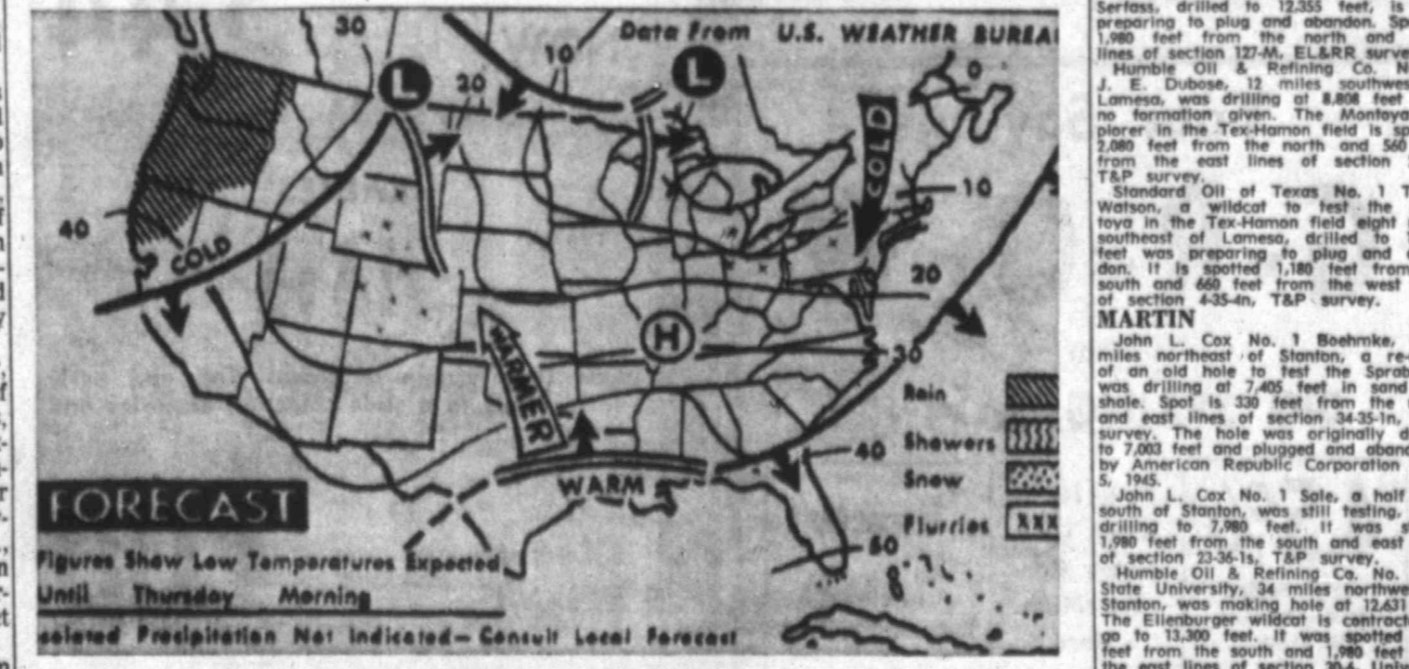 30
10
Data From U.S. WEATHER BUREAU
L
20
L
0
COLD
10
40
COLD
20
H
30
WARMER
Rain
Showers
40
Snow
WARM
FORECAST
Flurries
XXX
50
Figures Show Low Temperatures Expected
Until Thursday Morning
Isolated Precipitation Not Indicated— Consult Local Forecast
Serfass, drilled to 12,355 feet, is
preparing to plug and abandon.
1,980 feet from the north and
lines of section 127-M, EL&RR surve
Humble Oil & Refining Co. N
J. E. Dubose, 12 miles southwes
Lamesa, was drilling at 8,808 feet
no formation given. The Montoya
plorer in the Tex-Hamon field is sp
2,080 feet from the north and 560
from the east lines of section
T&P survey.
Standard Oil of Texas No. 1 T
Watson, a wildcat to test the
toya in the Tex-Hamon field eight
southeast of Lamesa, drilled to
feet was preparing to plug and
don. It is spotted 1,180 feet from
south and 660 feet from the west
of section 4-35-4n, T&P survey.
MARTIN
John L. Cox No. 1 Boehmke,
miles northeast of Stanton, a re-
of an old hole to test the Sprab
was drilling at 7,405 feet in sand
shale. Spot is 330 feet from the
and east lines of section 34-35-1n,
survey. The hole was originally d
to 7,003 feet and plugged and aband
by American Republic Corporation
5, 1945.
John L. Cox No. 1 Sale, a half
south of Stanton, was still testing,
drilling to 7,980 feet. It was s
1,980 feet from the south and east
of section 23-36-1s, T&P survey.
Humble Oil & Refining Co. No.
State University, 34 miles northwe
Stanton, was making hole at 12,631
The Ellenburger wildcat is contract
go to 13,300 feet. It was spotted
feet from the south and 1,980 feet
the east lines of section